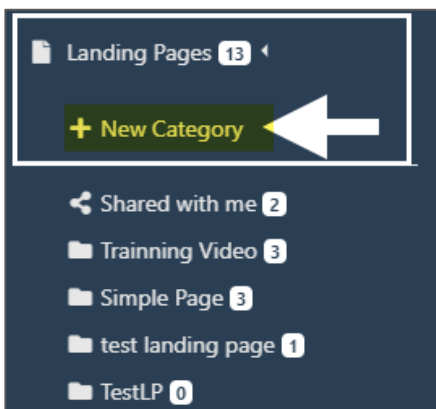 Landing Pages 13
+ New Category
Shared with me 2
Trainning Video 3
Simple Page 3
test landing page 1
TestLP 0